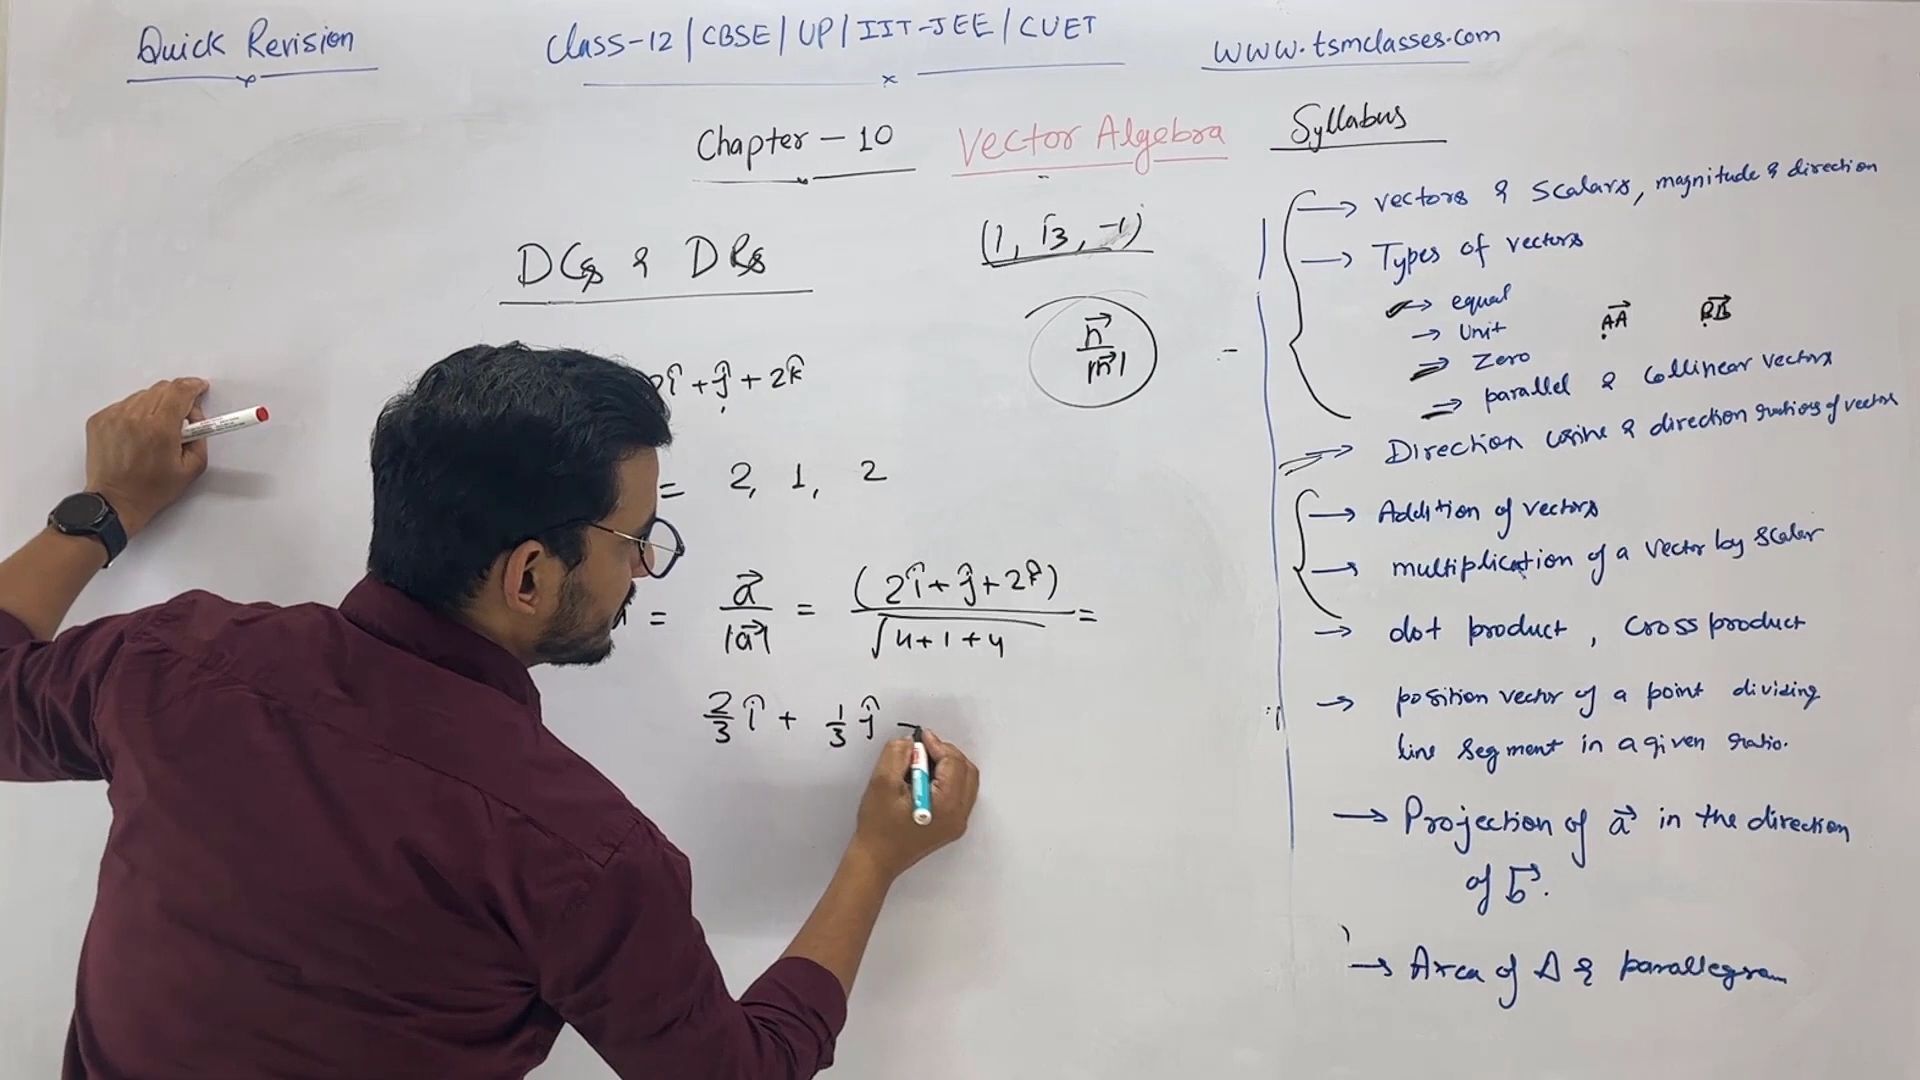 Quick Revision
Class-12 | CBSE | UP | IIT-JEE | CUET
www.tsmclasses.com
Chapter - 10 Vector Algebra
DCs & DRs
(1, √3, -1)
î + ĵ + 2k̂
= 2, 1, 2
= a⃗/|a⃗| = (2î + ĵ + 2k̂)/√4+1+4 =
2/3 î + 1/3 ĵ
n⃗/|n⃗|
Syllabus
→ vectors & Scalars, magnitude & direction
→ Types of vectors
→ equal
→ Unit
→ Zero
→ parallel & Collinear vectors
AA⃗ BB⃗
→ Direction cosine & direction ratios of vector
→ Addition of vectors
→ multiplication of a vector by scalar
→ dot product, cross product
→ position vector of a point dividing
line segment in a given ratio.
→ Projection of a⃗ in the direction
of b⃗.
→ Area of Δ & parallegram